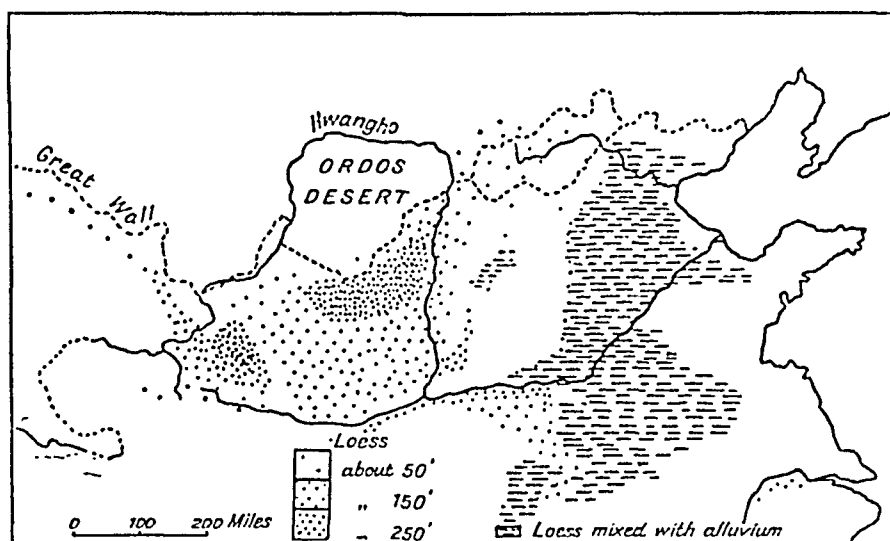 Hwangho
ORDOS
DESERT
Great
Wall
Loess
about 50'
„ 150'
„ 250'
0 100 200 Miles
Loess mixed with alluvium